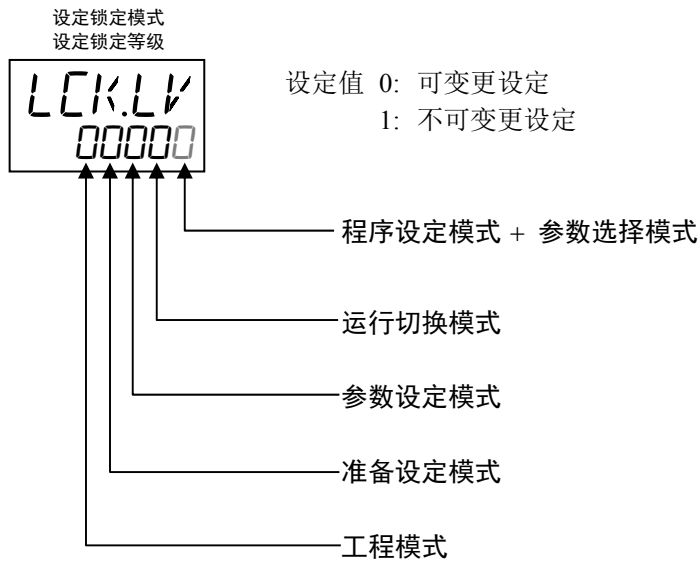 设定锁定模式
设定锁定等级
LCK.LV
00000
设定值 0: 可变更设定
1: 不可变更设定
程序设定模式 + 参数选择模式
运行切换模式
参数设定模式
准备设定模式
工程模式